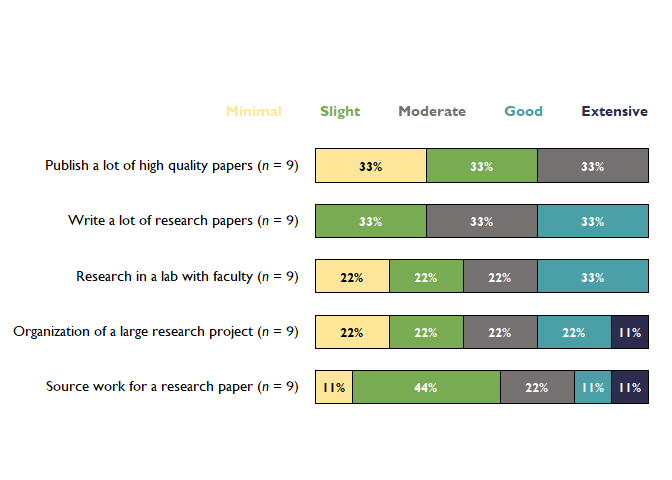 Minimal Slight Moderate Good Extensive
Publish a lot of high quality papers (n = 9) 33% 33% 33%
Write a lot of research papers (n = 9) 33% 33% 33%
Research in a lab with faculty (n = 9) 22% 22% 22% 33%
Organization of a large research project (n = 9) 22% 22% 22% 22% 11%
Source work for a research paper (n = 9) 11% 44% 22% 11% 11%